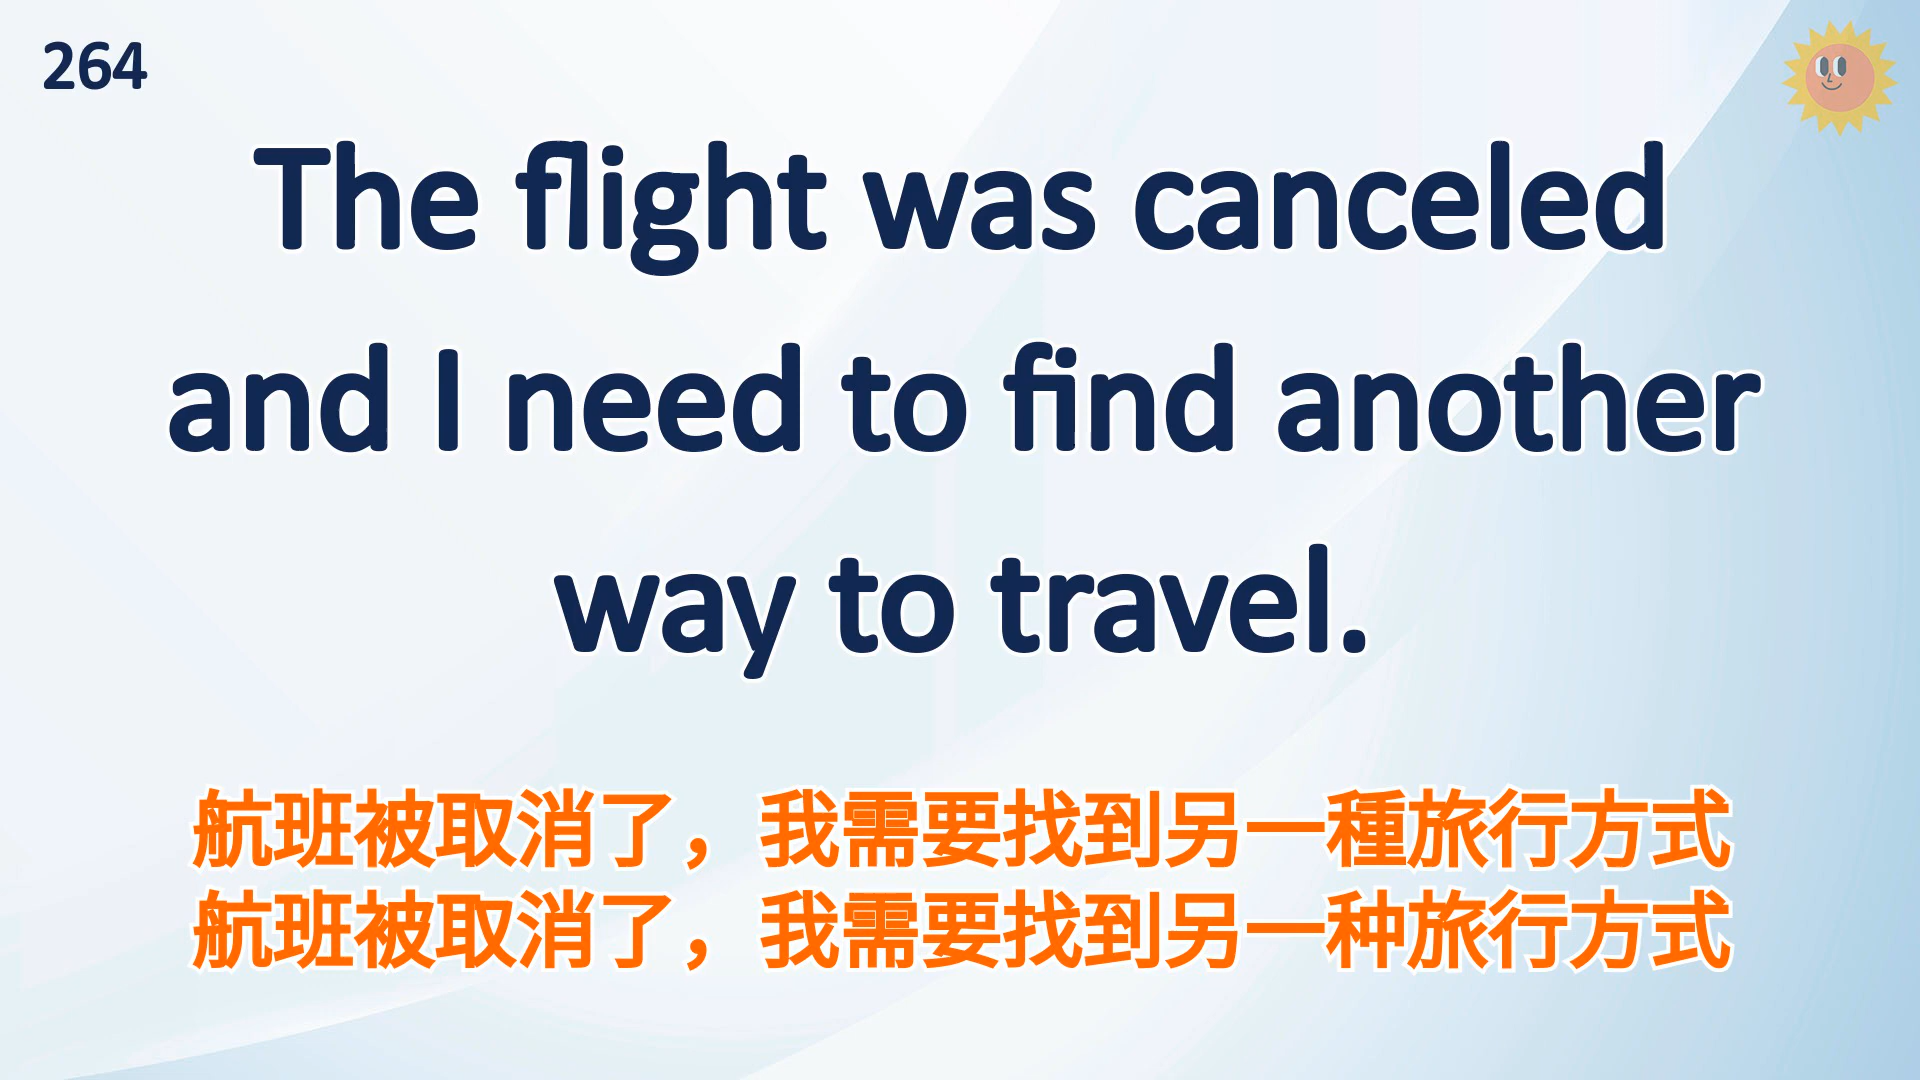 264
The flight was canceled
and I need to find another
way to travel.
航班被取消了，我需要找到另一種旅行方式
航班被取消了，我需要找到另一种旅行方式